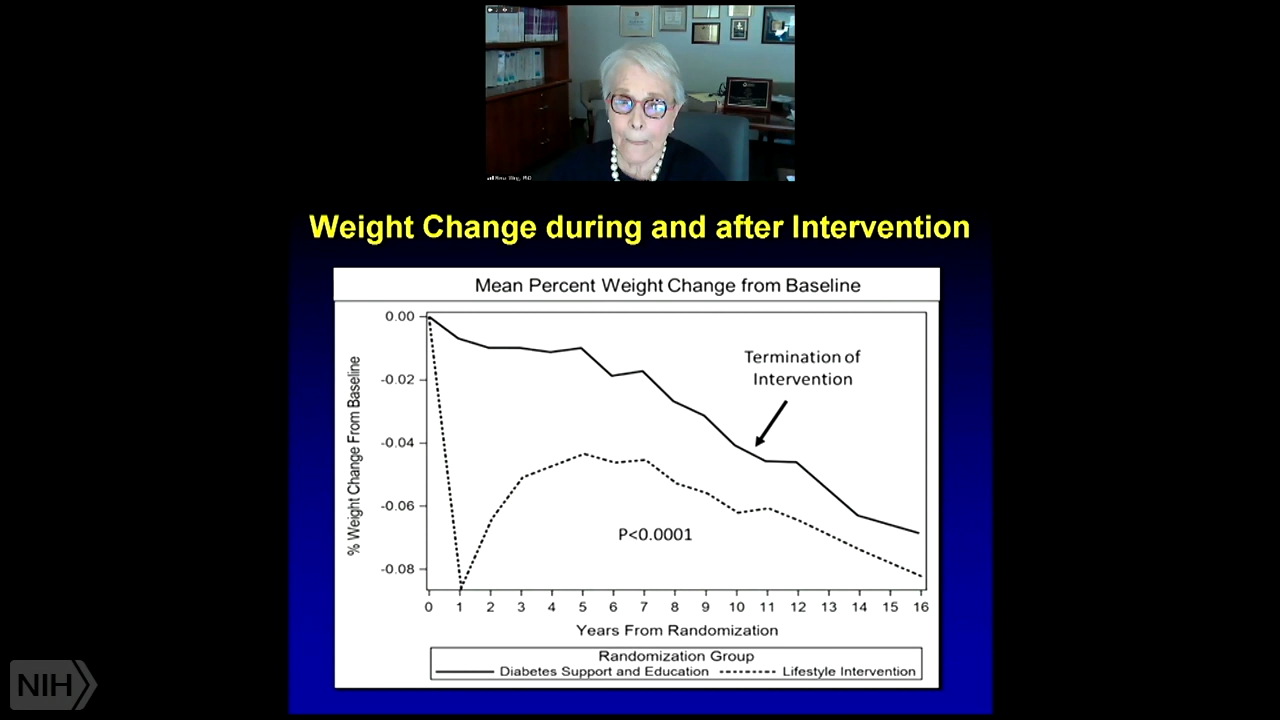 Weight Change during and after Intervention
Mean Percent Weight Change from Baseline
% Weight Change From Baseline
0.00
-0.02
-0.04
-0.06
-0.08
Termination of
Intervention
P<0.0001
0 1 2 3 4 5 6 7 8 9 10 11 12 13 14 15 16
Years From Randomization
Randomization Group
Diabetes Support and Education Lifestyle Intervention
NIH